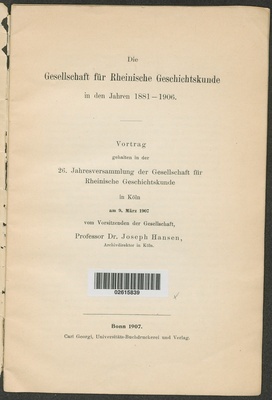 Die
Gesellschaft für Rheinische Geschichtskunde
in den Jahren 1881–1906.
Vortrag
gehalten in der
26. Jahresversammlung der Gesellschaft für
Rheinische Geschichtskunde
in Köln
am 9. März 1907
vom Vorsitzenden der Gesellschaft,
Professor Dr. Joseph Hansen,
Archivdirektor in Köln.
02615839
Bonn 1907.
Carl Georgi, Universitäts-Buchdruckerei und Verlag.